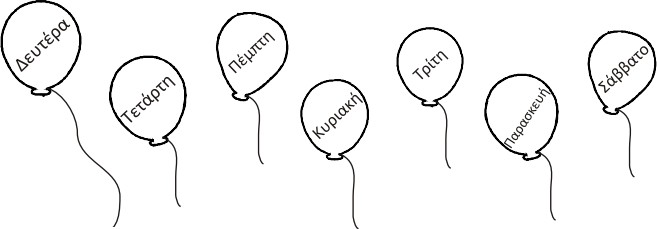 Δευτέρα
Τετάρτη
Πέμπτη
Κυριακή
Τρίτη
Παρασκευή
Σάββατο